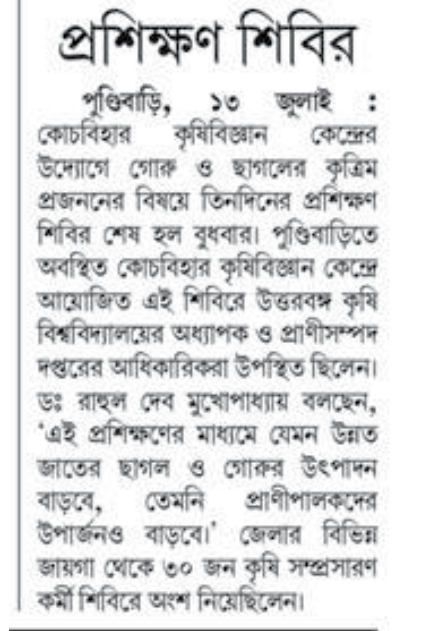 প্রশিক্ষণ শিবির
পুণ্ডিবাড়ি, ১৩ জুলাই :
কোচবিহার কৃষিবিজ্ঞান কেন্দ্রের
উদ্যোগে গোরু ও ছাগলের কৃত্রিম
প্রজননের বিষয়ে তিনদিনের প্রশিক্ষণ
শিবির শেষ হল বুধবার। পুণ্ডিবাড়িতে
অবস্থিত কোচবিহার কৃষিবিজ্ঞান কেন্দ্রে
আয়োজিত এই শিবিরে উত্তরবঙ্গ কৃষি
বিশ্ববিদ্যালয়ের অধ্যাপক ও প্রাণীসম্পদ
দপ্তরের আধিকারিকরা উপস্থিত ছিলেন।
ডঃ রাহুল দেব মুখোপাধ্যায় বলছেন,
‘এই প্রশিক্ষণের মাধ্যমে যেমন উন্নত
জাতের ছাগল ও গোরুর উৎপাদন
বাড়বে, তেমনি প্রাণীপালকদের
উপার্জনও বাড়বে।’ জেলার বিভিন্ন
জায়গা থেকে ৩০ জন কৃষি সম্প্রসারণ
কর্মী শিবিরে অংশ নিয়েছিলেন।